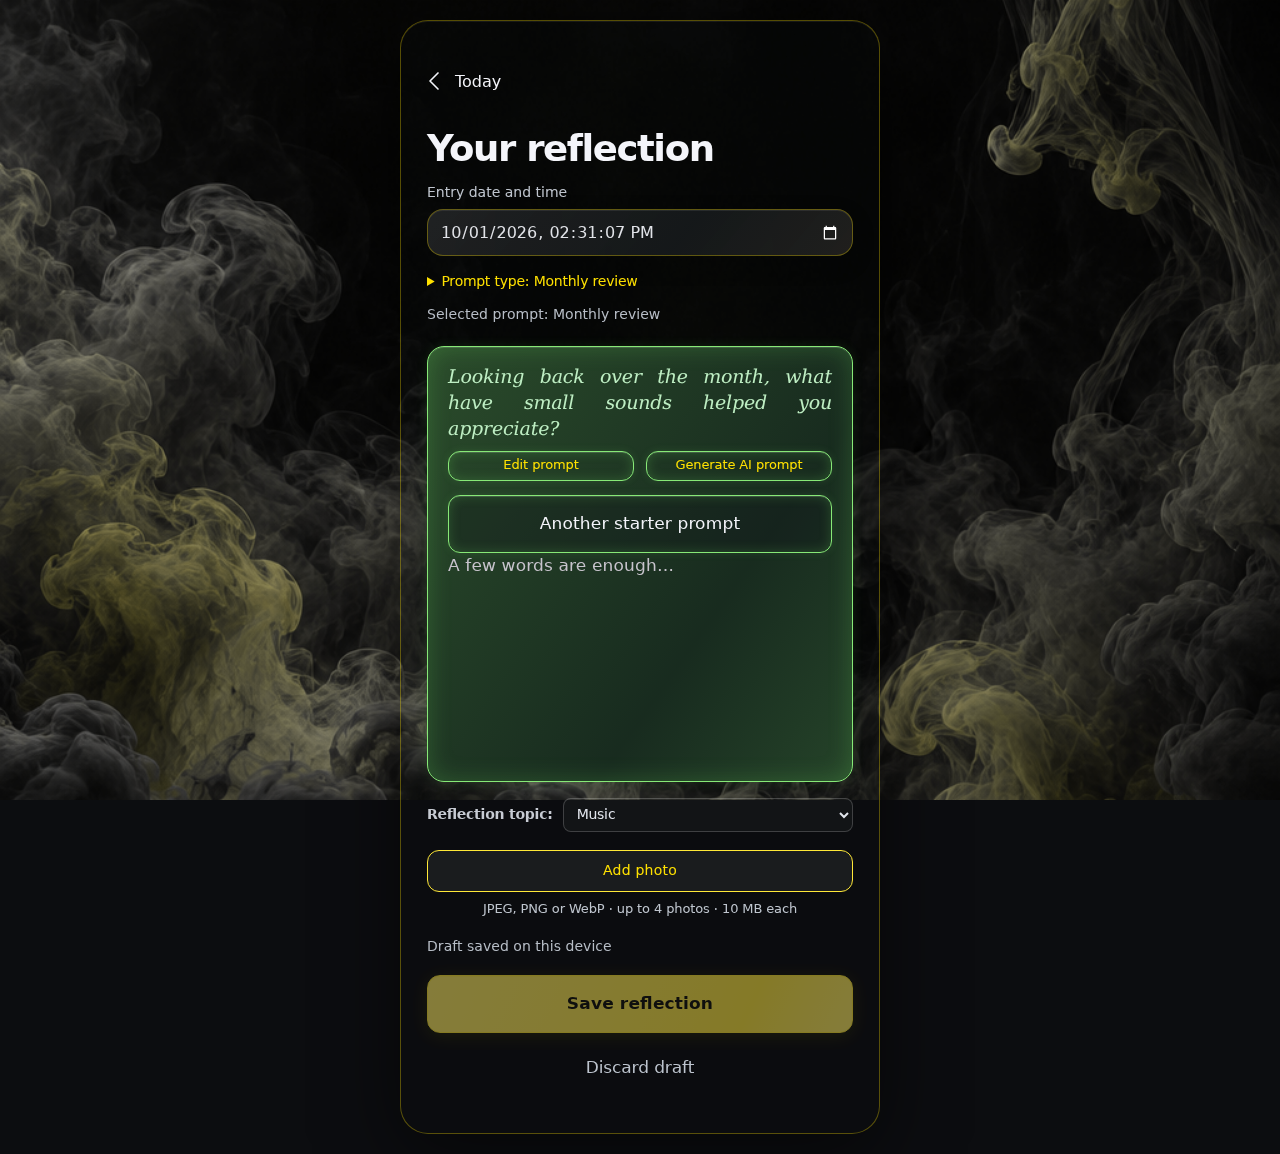 Today
Your reflection
Entry date and time
10/01/2026, 02:31:07 PM
Prompt type: Monthly review
Selected prompt: Monthly review
Looking back over the month, what
have small sounds helped you
appreciate?
Edit prompt
Generate AI prompt
Another starter prompt
A few words are enough...
Reflection topic:
Music
Add photo
JPEG, PNG or WebP · up to 4 photos · 10 MB each
Draft saved on this device
Save reflection
Discard draft